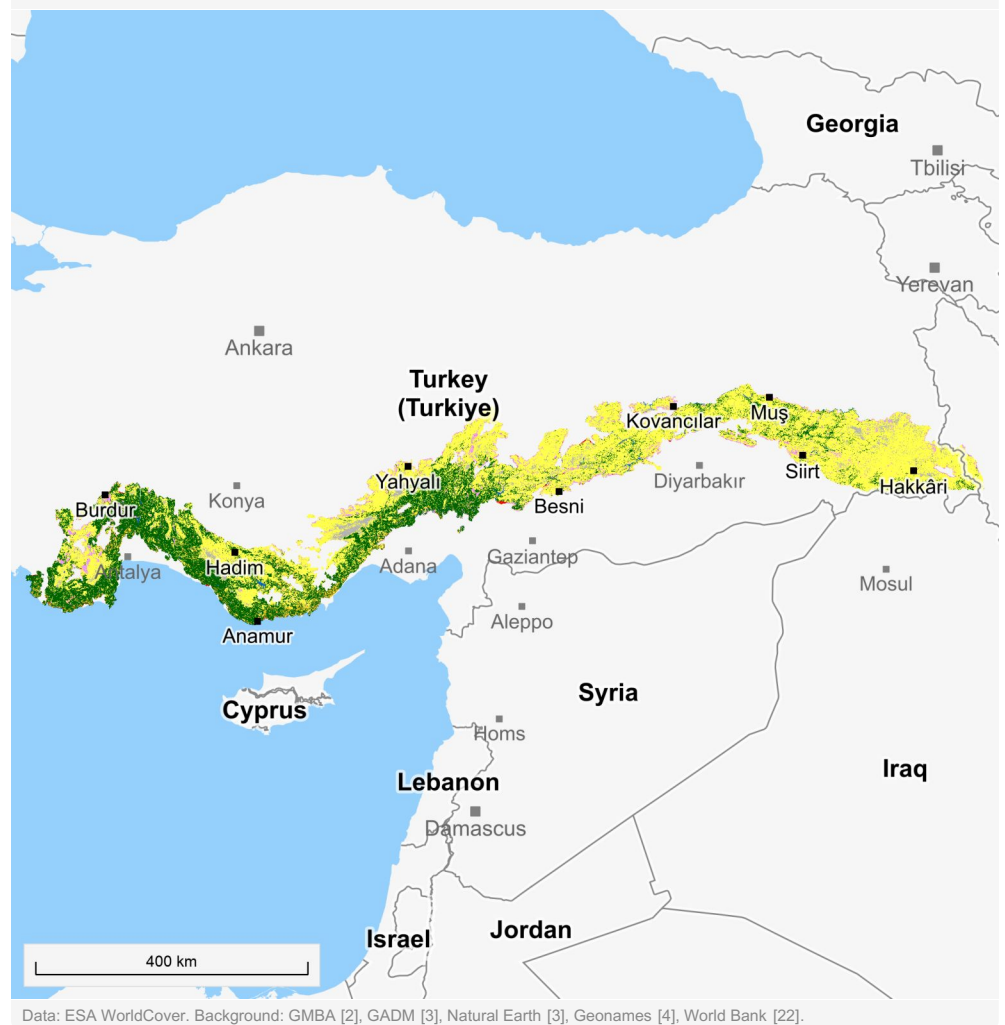 Georgia
Tbilisi
Yerevan
Ankara
Turkey
(Turkiye)
Kovancılar
Muş
Yahyalı
Siirt
Hakkâri
Burdur
Konya
Diyarbakır
Besni
Antalya
Hadim
Adana
Gaziantep
Mosul
Aleppo
Anamur
Syria
Cyprus
Homs
Iraq
Lebanon
Damascus
Israel
Jordan
400 km
Data: ESA WorldCover. Background: GMBA [2], GADM [3], Natural Earth [3], Geonames [4], World Bank [22].